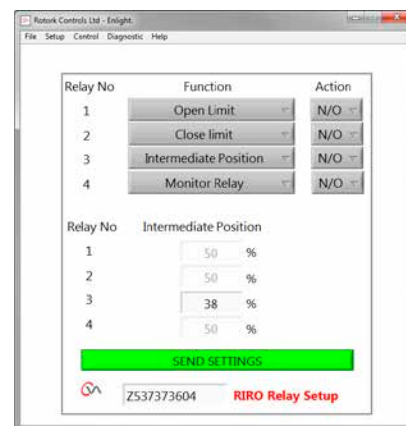 Rotork Controls Ltd - Enlight.
File Setup Control Diagnostic Help
Relay No Function Action
1 Open Limit N/O
2 Close limit N/O
3 Intermediate Position N/O
4 Monitor Relay N/O
Relay No Intermediate Position
1 50 %
2 50 %
3 38 %
4 50 %
SEND SETTINGS
Z537373604 RIRO Relay Setup